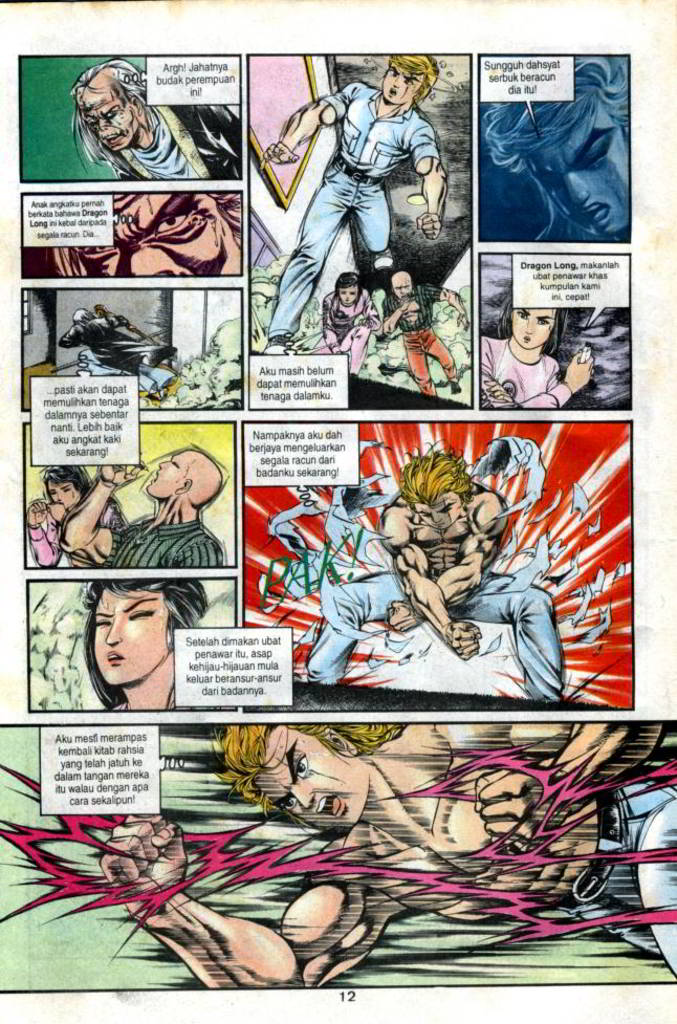 Argh! Jahatnya
budak perempuan
ini!
Anak angkatku pernah
berkata bahawa Dragon
Long ini kebal daripada
segala racun. Dia...
...pasti akan dapat
memulihkan tenaga
dalamnya sebentar
nanti. Lebih baik
aku angkat kaki
sekarang!
Aku masih belum
dapat memulihkan
tenaga dalamku.
Sungguh dahsyat
serbuk beracun
dia itu!
Dragon Long, makanlah
ubat penawar khas
kumpulan kami
ini, cepat!
Setelah dimakan ubat
penawar itu, asap
kehijau-hijauan mula
keluar beransur-ansur
dari badannya.
Nampaknya aku dah
berjaya mengeluarkan
segala racun dari
badanku sekarang!
PAK!
Aku mesti merampas
kembali kitab rahsia
yang telah jatuh ke
dalam tangan mereka
itu walau dengan apa
cara sekalipun!
12